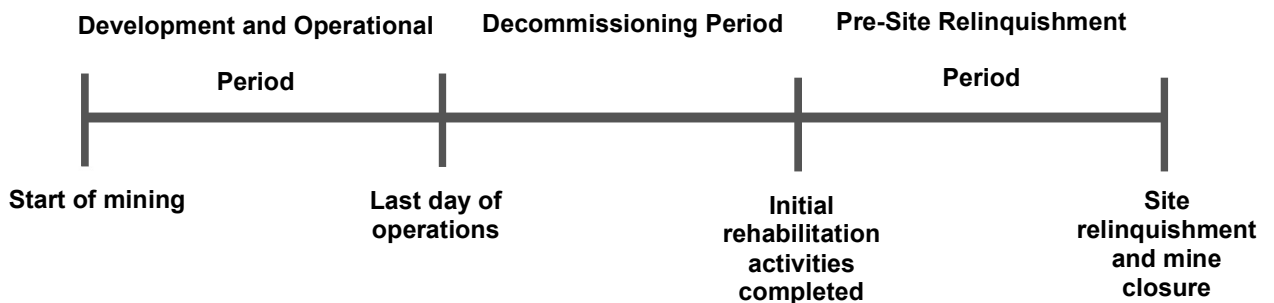 Development and Operational
Period
Decommissioning Period
Pre-Site Relinquishment
Period
Start of mining
Last day of
operations
Initial
rehabilitation
activities
completed
Site
relinquishment
and mine
closure